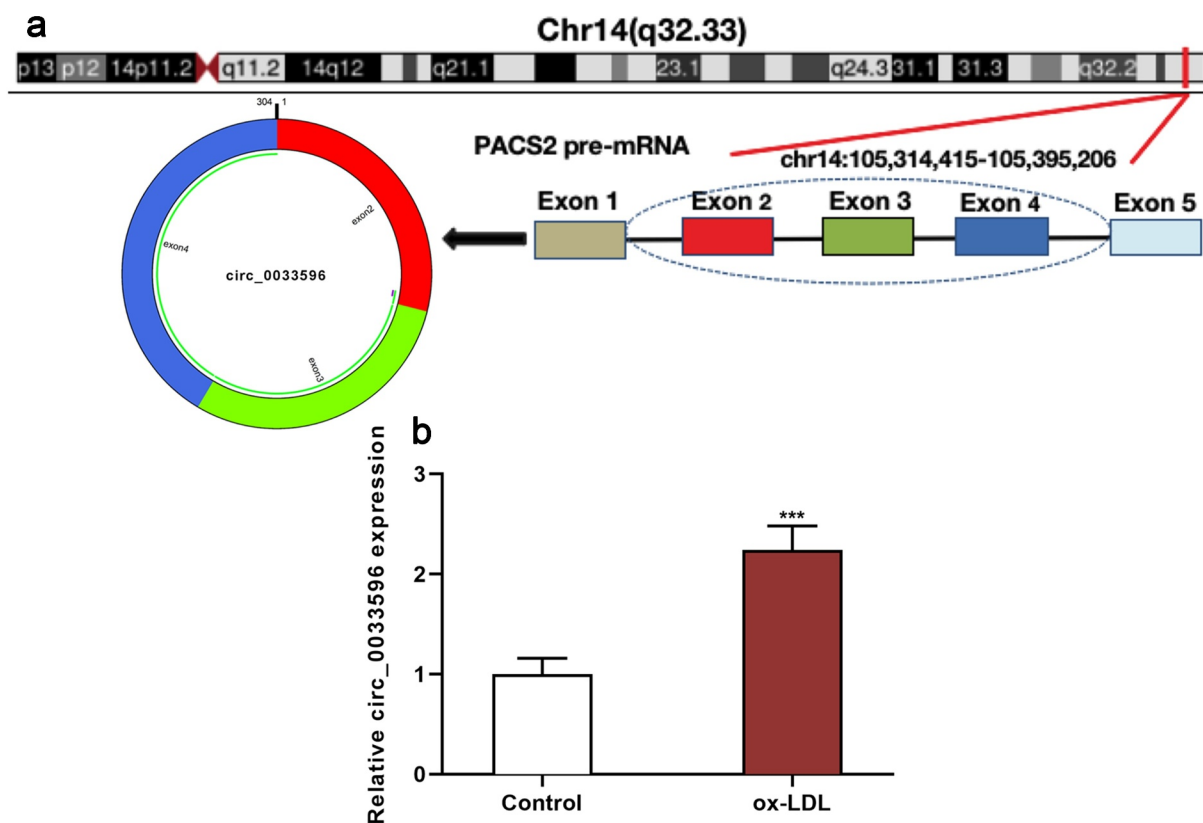 a
Chr14(q32.33)
p13 p12 14p11.2 q11.2 14q12 q21.1 23.1 q24.3 31.1 31.3 q32.2
304 1
PACS2 pre-mRNA
chr14:105,314,415-105,395,206
Exon 1 Exon 2 Exon 3 Exon 4 Exon 5
exon2
exon4
circ_0033596
exon3
b
Relative circ_0033596 expression
3
2
1
0
***
Control ox-LDL